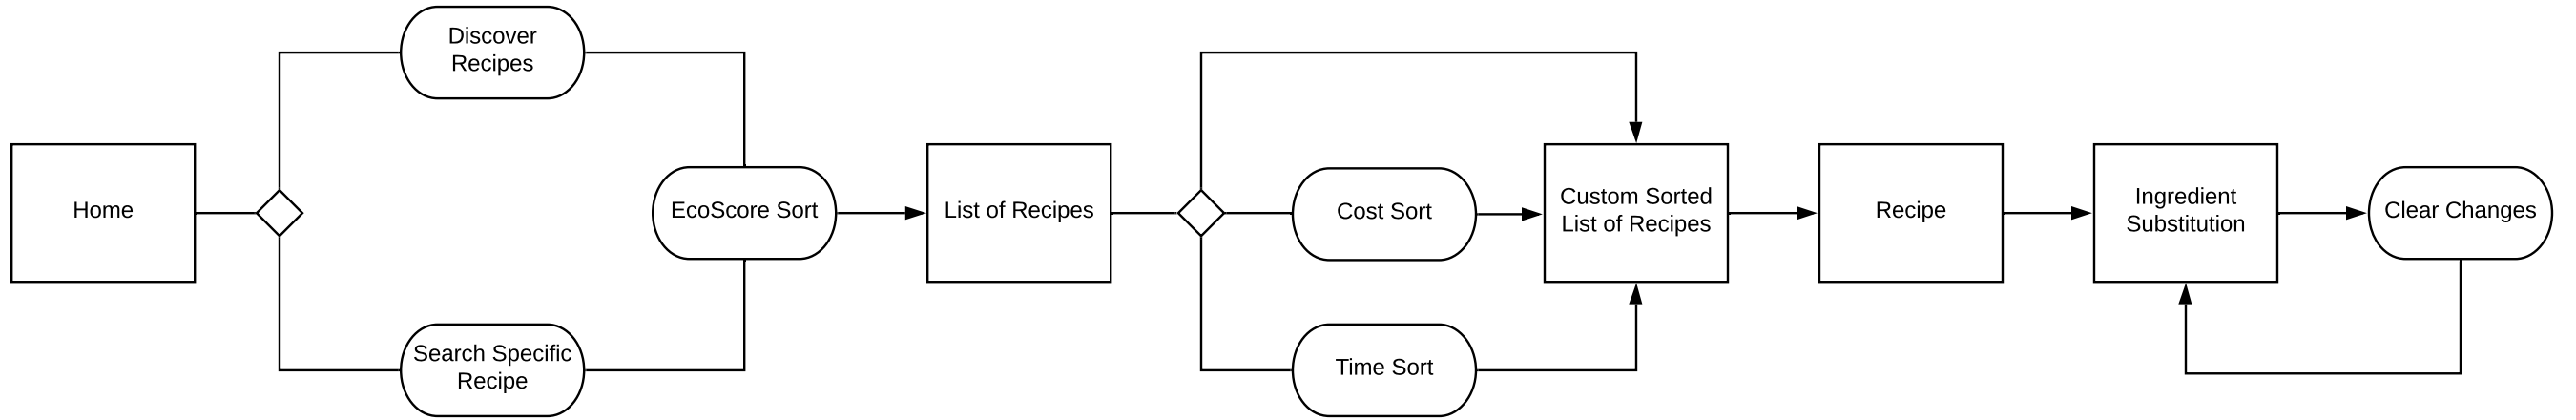 Discover
Recipes
Home
EcoScore Sort
Search Specific
Recipe
List of Recipes
Cost Sort
Time Sort
Custom Sorted
List of Recipes
Recipe
Ingredient
Substitution
Clear Changes